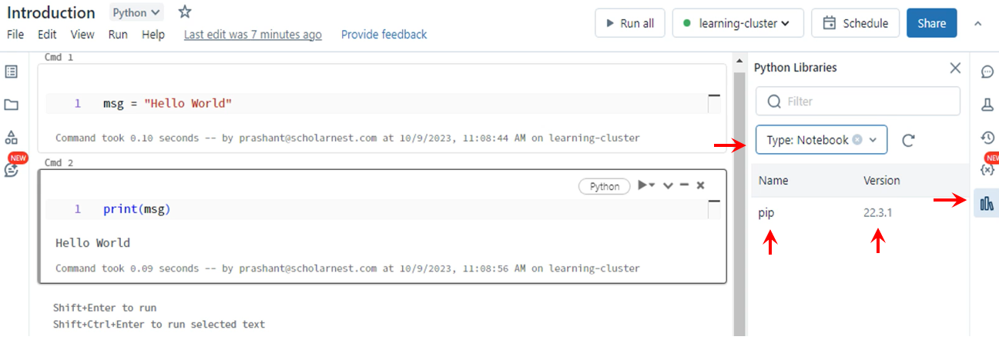 Introduction Python
File Edit View Run Help Last edit was 7 minutes ago Provide feedback
Run all learning-cluster Schedule Share
Cmd 1
1 msg = "Hello World"
Command took 0.10 seconds -- by prashant@scholarnest.com at 10/9/2023, 11:08:44 AM on learning-cluster
NEW
Cmd 2
Python
1 print(msg)
Hello World
Command took 0.09 seconds -- by prashant@scholarnest.com at 10/9/2023, 11:08:56 AM on learning-cluster
Shift+Enter to run
Shift+Ctrl+Enter to run selected text
Python Libraries
Filter
Type: Notebook
Name Version
pip 22.3.1
NEW
{x}